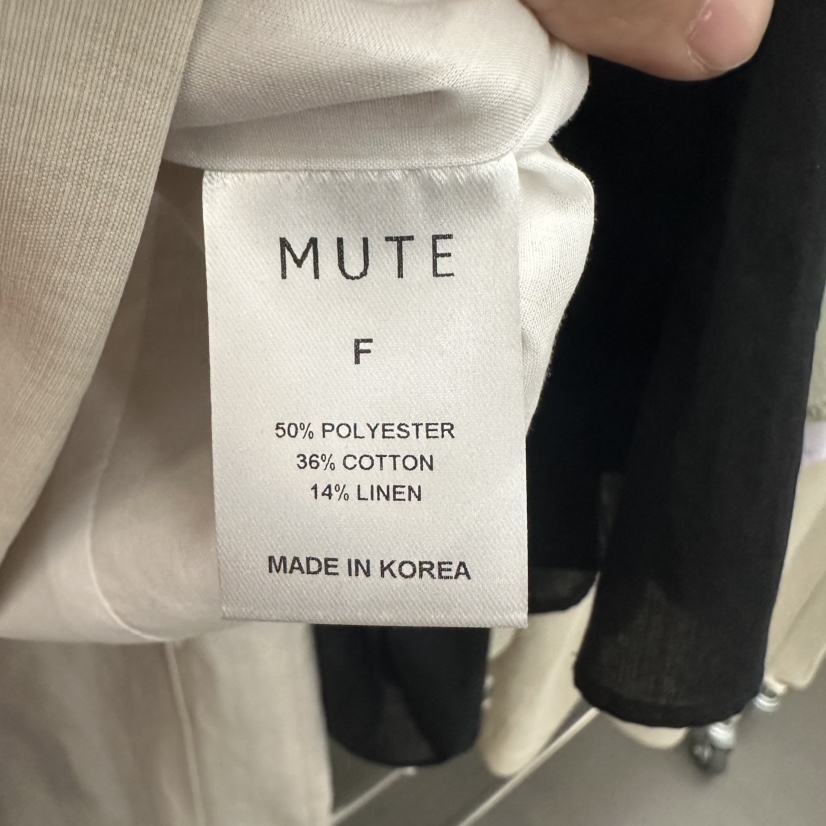 MUTE
F
50% POLYESTER
36% COTTON
14% LINEN
MADE IN KOREA